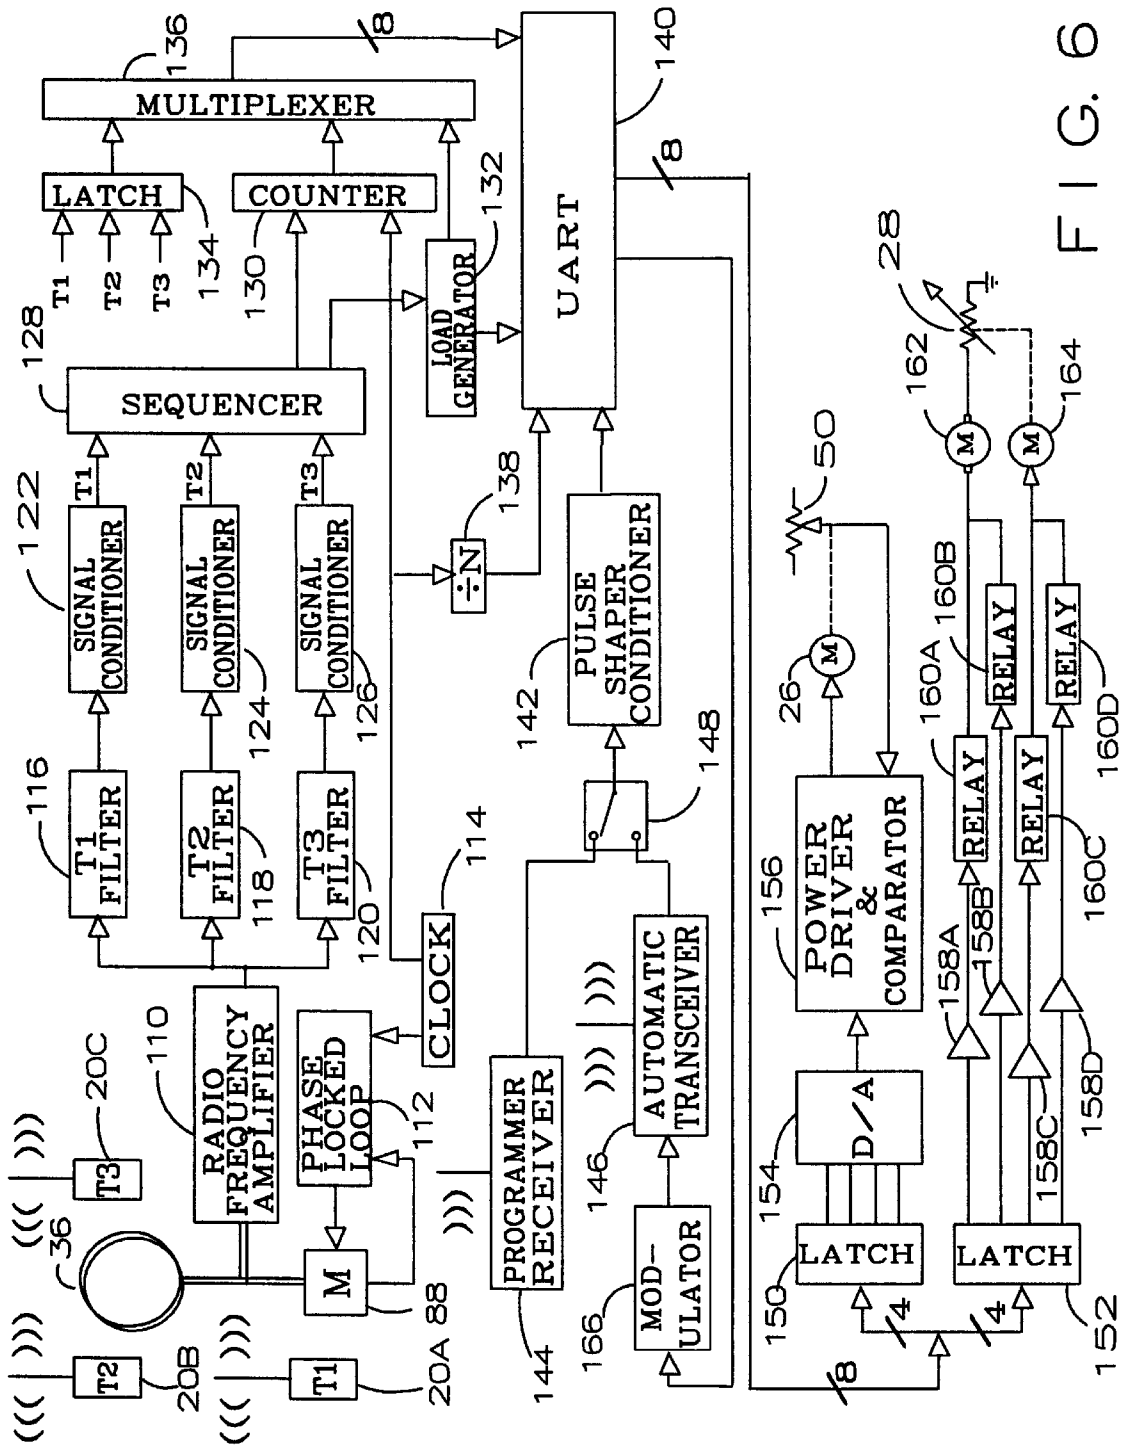 36
T2
20B
T3
20C
T1
20A
88
M
RADIO
FREQUENCY
AMPLIFIER
110
PHASE
LOCKED
LOOP
112
CLOCK
114
T1
FILTER
116
T2
FILTER
118
T3
FILTER
120
SIGNAL
CONDITIONER
122
SIGNAL
CONDITIONER
124
SIGNAL
CONDITIONER
126
T1
T2
T3
SEQUENCER
128
T1
T2
T3
LATCH
134
COUNTER
130
LOAD
GENERATOR
132
MULTIPLEXER
136
8
÷N
138
UART
140
8
PROGRAMMER
RECEIVER
144
MOD-
ULATOR
166
AUTOMATIC
TRANSCEIVER
146
148
PULSE
SHAPER
CONDITIONER
142
8
4
4
LATCH
150
LATCH
152
D/A
154
POWER
DRIVER
&
COMPARATOR
156
M
26
50
158A
158B
158C
158D
RELAY
160A
RELAY
160B
RELAY
160C
RELAY
160D
M
162
M
164
28
FIG. 6